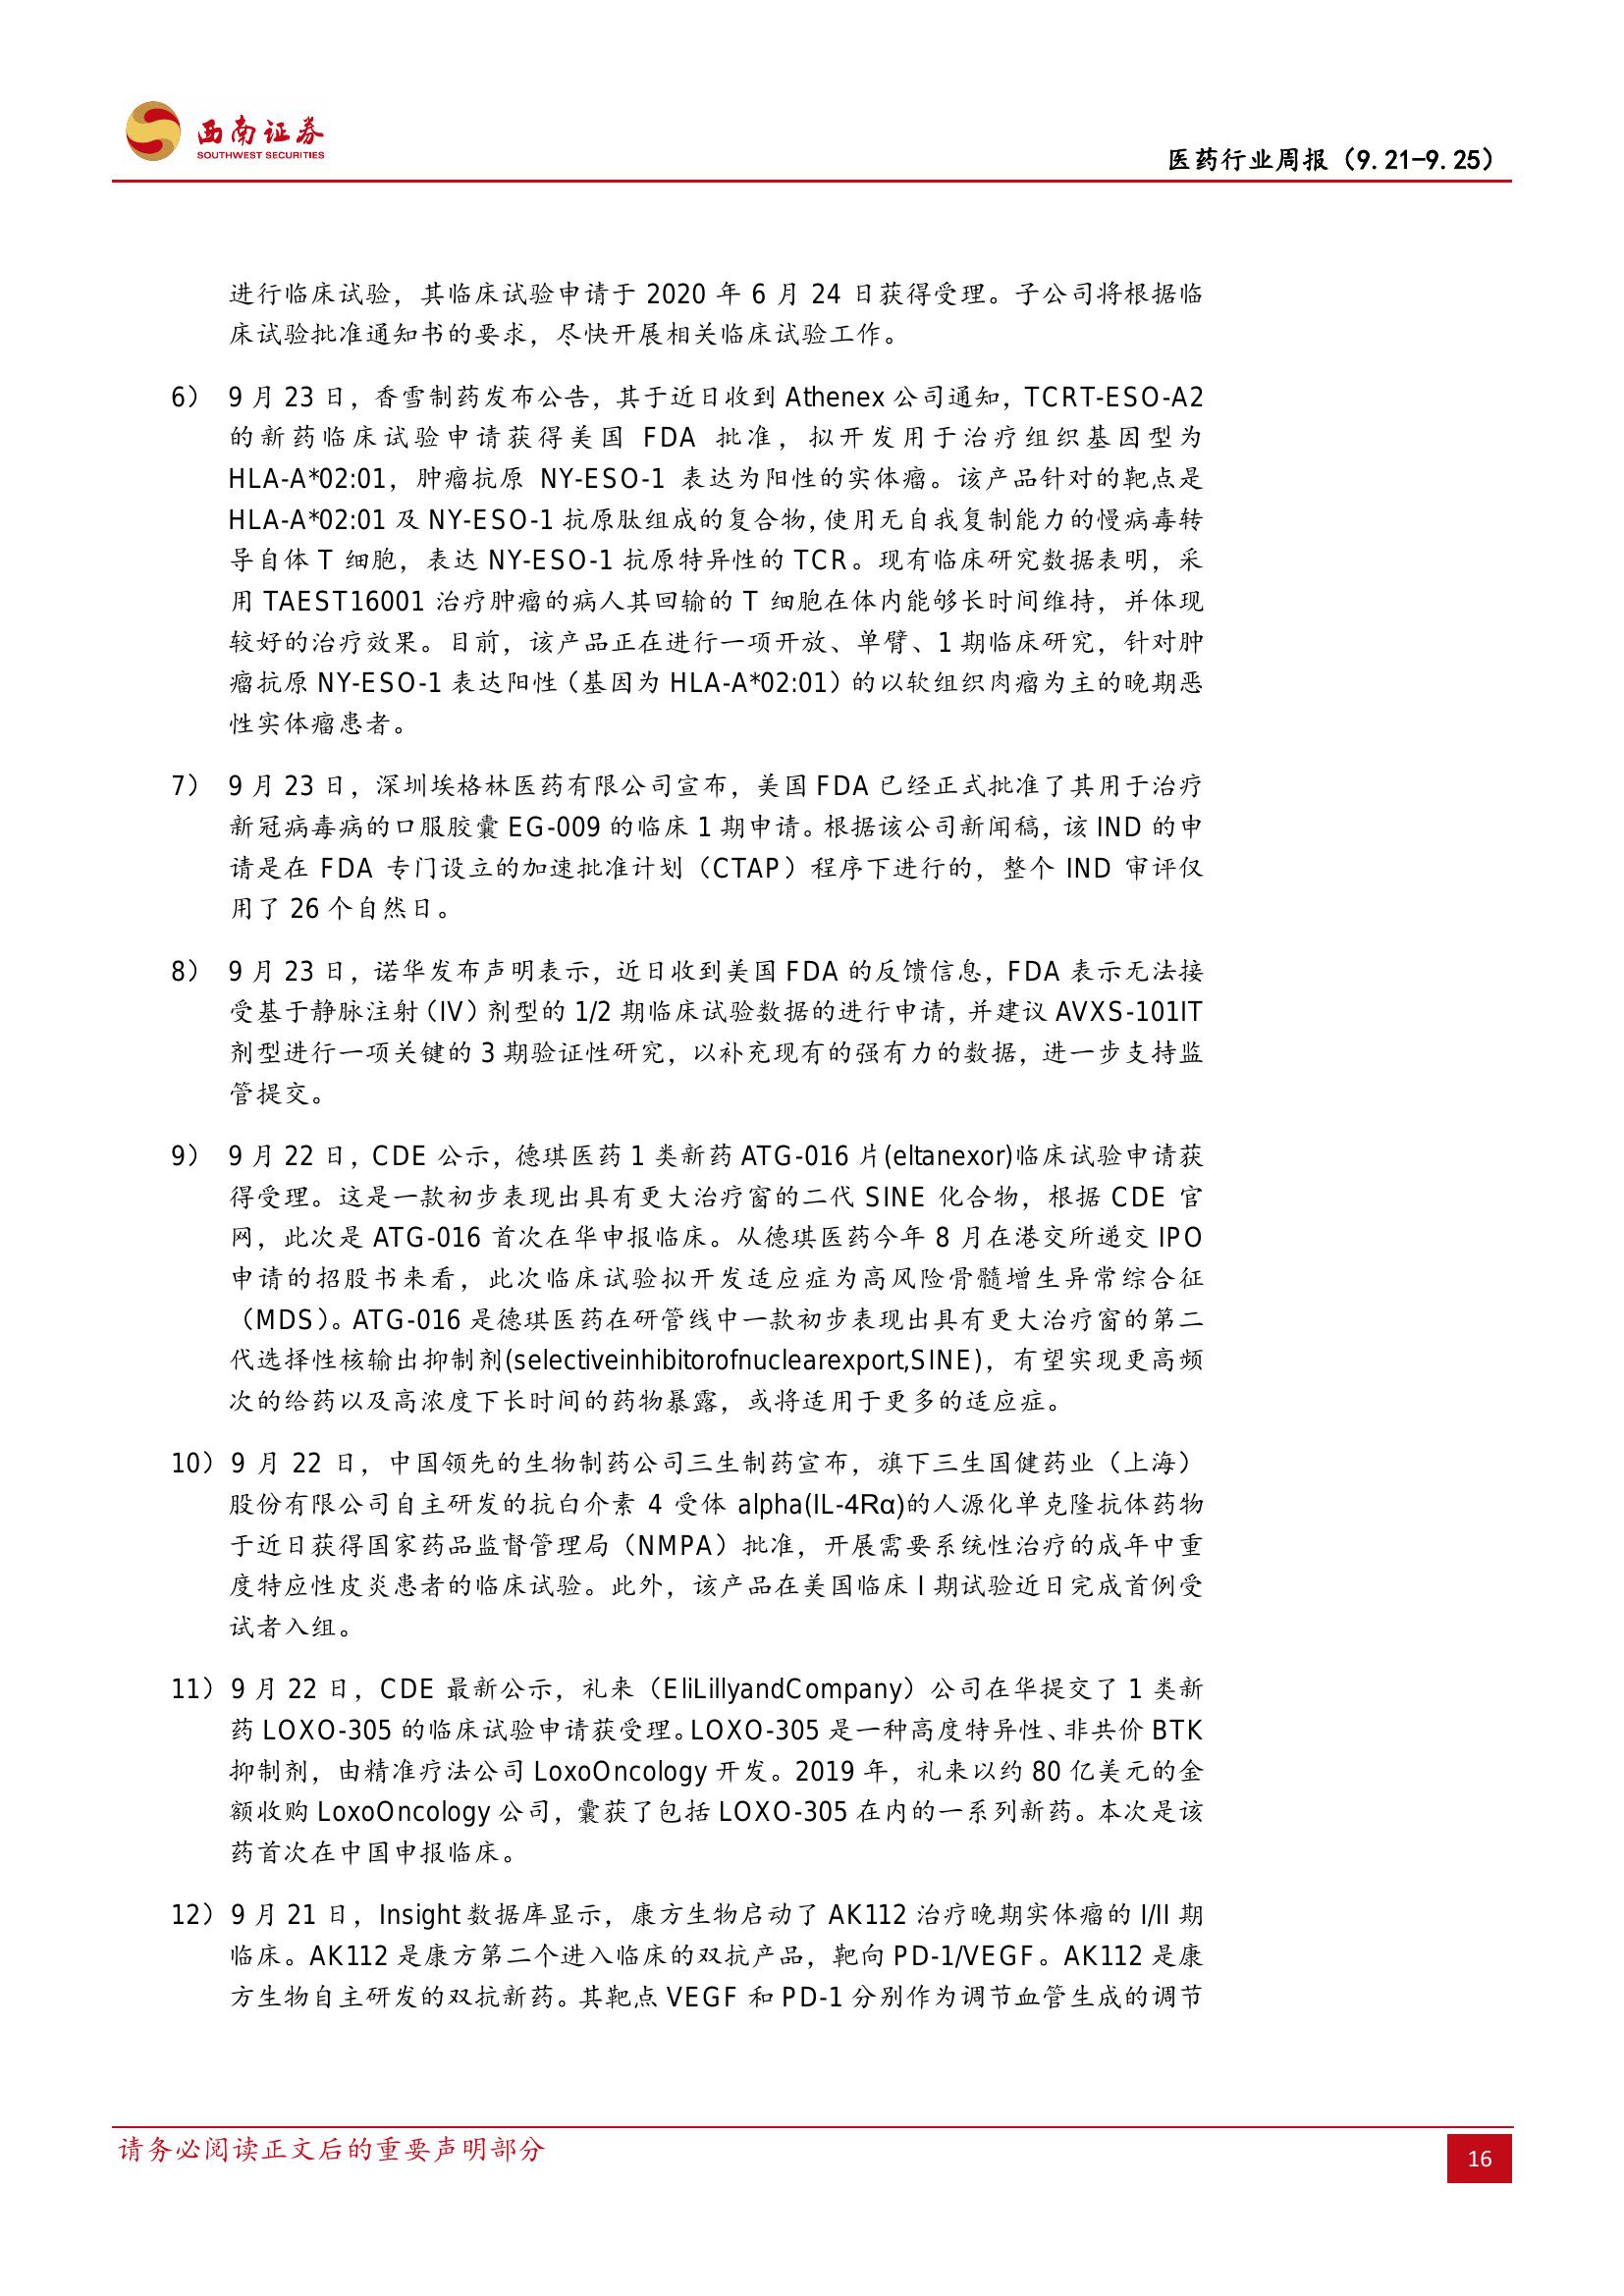 西南证券
SOUTHWEST SECURITIES
医药行业周报（9.21-9.25）
进行临床试验，其临床试验申请于 2020 年 6 月 24 日获得受理。子公司将根据临
床试验批准通知书的要求，尽快开展相关临床试验工作。
6） 9 月 23 日，香雪制药发布公告，其于近日收到 Athenex 公司通知，TCRT-ESO-A2
的新药临床试验申请获得美国 FDA 批准，拟开发用于治疗组织基因型为
HLA-A*02:01，肿瘤抗原 NY-ESO-1 表达为阳性的实体瘤。该产品针对的靶点是
HLA-A*02:01 及 NY-ESO-1 抗原肽组成的复合物，使用无自我复制能力的慢病毒转
导自体 T 细胞，表达 NY-ESO-1 抗原特异性的 TCR。现有临床研究数据表明，采
用 TAEST16001 治疗肿瘤的病人其回输的 T 细胞在体内能够长时间维持，并体现
较好的治疗效果。目前，该产品正在进行一项开放、单臂、1 期临床研究，针对肿
瘤抗原 NY-ESO-1 表达阳性（基因为 HLA-A*02:01）的以软组织肉瘤为主的晚期恶
性实体瘤患者。
7） 9 月 23 日，深圳埃格林医药有限公司宣布，美国 FDA 已经正式批准了其用于治疗
新冠病毒病的口服胶囊 EG-009 的临床 1 期申请。根据该公司新闻稿，该 IND 的申
请是在 FDA 专门设立的加速批准计划（CTAP）程序下进行的，整个 IND 审评仅
用了 26 个自然日。
8） 9 月 23 日，诺华发布声明表示，近日收到美国 FDA 的反馈信息，FDA 表示无法接
受基于静脉注射（IV）剂型的 1/2 期临床试验数据的进行申请，并建议 AVXS-101IT
剂型进行一项关键的 3 期验证性研究，以补充现有的强有力的数据，进一步支持监
管提交。
9） 9 月 22 日，CDE 公示，德琪医药 1 类新药 ATG-016 片(eltanexor)临床试验申请获
得受理。这是一款初步表现出具有更大治疗窗的二代 SINE 化合物，根据 CDE 官
网，此次是 ATG-016 首次在华申报临床。从德琪医药今年 8 月在港交所递交 IPO
申请的招股书来看，此次临床试验拟开发适应症为高风险骨髓增生异常综合征
（MDS）。ATG-016 是德琪医药在研管线中一款初步表现出具有更大治疗窗的第二
代选择性核输出抑制剂(selectiveinhibitorofnuclearexport,SINE)，有望实现更高频
次的给药以及高浓度下长时间的药物暴露，或将适用于更多的适应症。
10）9 月 22 日，中国领先的生物制药公司三生制药宣布，旗下三生国健药业（上海）
股份有限公司自主研发的抗白介素 4 受体 alpha(IL-4Rα)的人源化单克隆抗体药物
于近日获得国家药品监督管理局（NMPA）批准，开展需要系统性治疗的成年中重
度特应性皮炎患者的临床试验。此外，该产品在美国临床 I 期试验近日完成首例受
试者入组。
11）9 月 22 日，CDE 最新公示，礼来（EliLillyandCompany）公司在华提交了 1 类新
药 LOXO-305 的临床试验申请获受理。LOXO-305 是一种高度特异性、非共价 BTK
抑制剂，由精准疗法公司 LoxoOncology 开发。2019 年，礼来以约 80 亿美元的金
额收购 LoxoOncology 公司，囊获了包括 LOXO-305 在内的一系列新药。本次是该
药首次在中国申报临床。
12）9 月 21 日，Insight 数据库显示，康方生物启动了 AK112 治疗晚期实体瘤的 I/II 期
临床。AK112 是康方第二个进入临床的双抗产品，靶向 PD-1/VEGF。AK112 是康
方生物自主研发的双抗新药。其靶点 VEGF 和 PD-1 分别作为调节血管生成的调节
请务必阅读正文后的重要声明部分
16